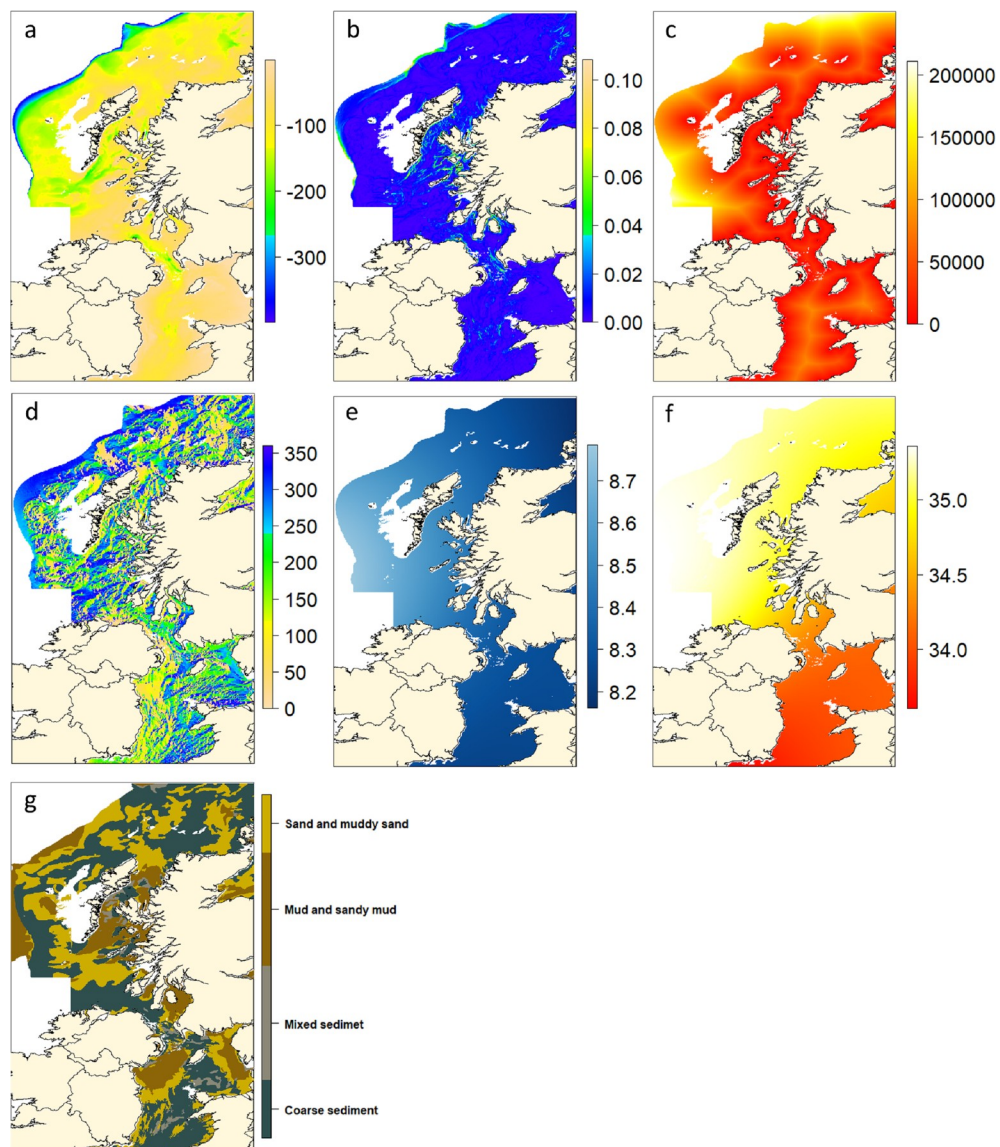 a
-100
-200
-300
b
0.10
0.08
0.06
0.04
0.02
0.00
c
200000
150000
100000
50000
0
d
350
300
250
200
150
100
50
0
e
8.7
8.6
8.5
8.4
8.3
8.2
f
35.0
34.5
34.0
g
Sand and muddy sand
Mud and sandy mud
Mixed sedimet
Coarse sediment